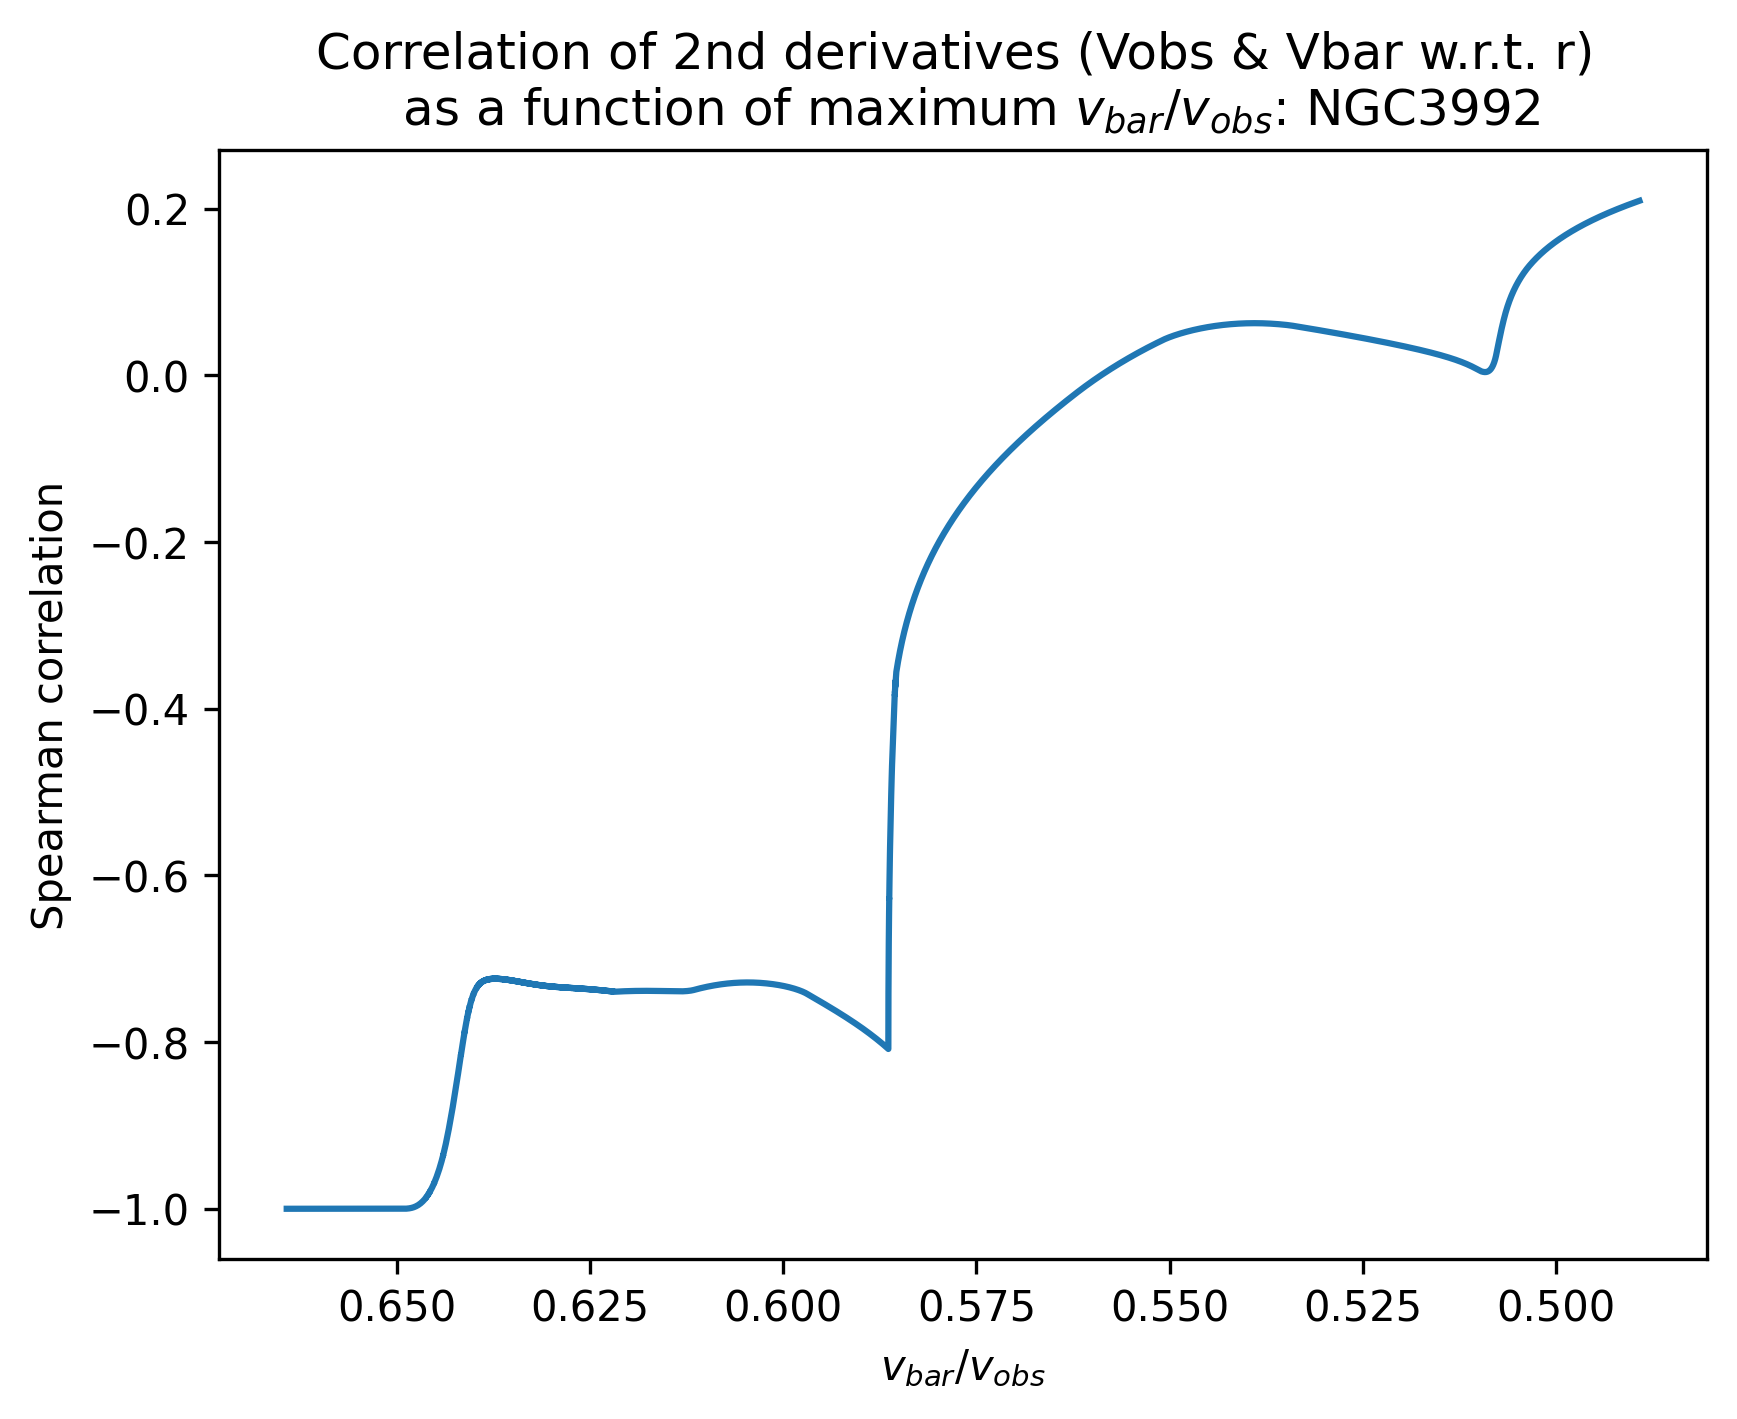 Correlation of 2nd derivatives (Vobs & Vbar w.r.t. r)
as a function of maximum v_bar/v_obs: NGC3992
0.2
0.0
−0.2
−0.4
−0.6
−0.8
−1.0
Spearman correlation
0.650 0.625 0.600 0.575 0.550 0.525 0.500
v_bar/v_obs